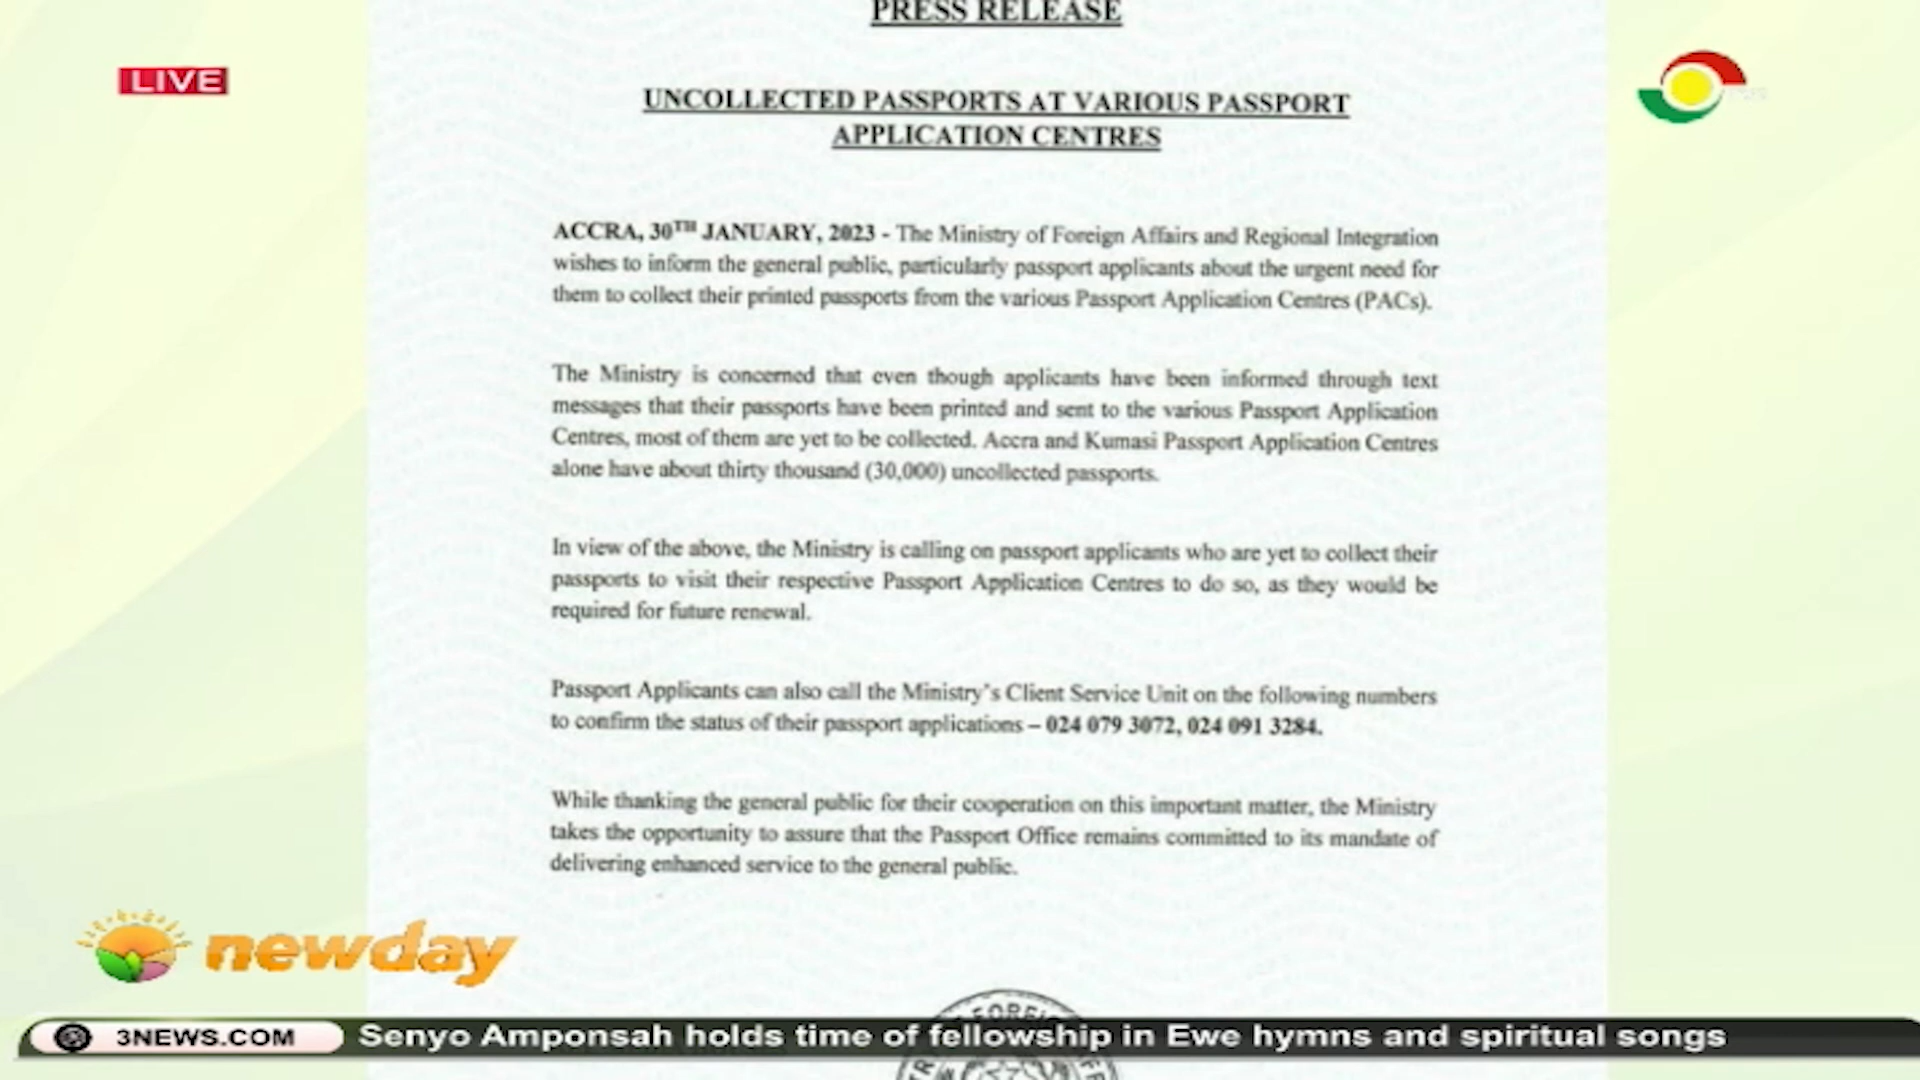 PRESS RELEASE
LIVE
UNCOLLECTED PASSPORTS AT VARIOUS PASSPORT
APPLICATION CENTRES
ACCRA, 30TH JANUARY, 2023 - The Ministry of Foreign Affairs and Regional Integration
wishes to inform the general public, particularly passport applicants about the urgent need for
them to collect their printed passports from the various Passport Application Centres (PACs).
The Ministry is concerned that even though applicants have been informed through text
messages that their passports have been printed and sent to the various Passport Application
Centres, most of them are yet to be collected. Accra and Kumasi Passport Application Centres
alone have about thirty thousand (30,000) uncollected passports.
In view of the above, the Ministry is calling on passport applicants who are yet to collect their
passports to visit their respective Passport Application Centres to do so, as they would be
required for future renewal.
Passport Applicants can also call the Ministry's Client Service Unit on the following numbers
to confirm the status of their passport applications – 024 079 3072, 024 091 3284.
While thanking the general public for their cooperation on this important matter, the Ministry
takes the opportunity to assure that the Passport Office remains committed to its mandate of
delivering enhanced service to the general public.
newday
3NEWS.COM Senyo Amponsah holds time of fellowship in Ewe hymns and spiritual songs